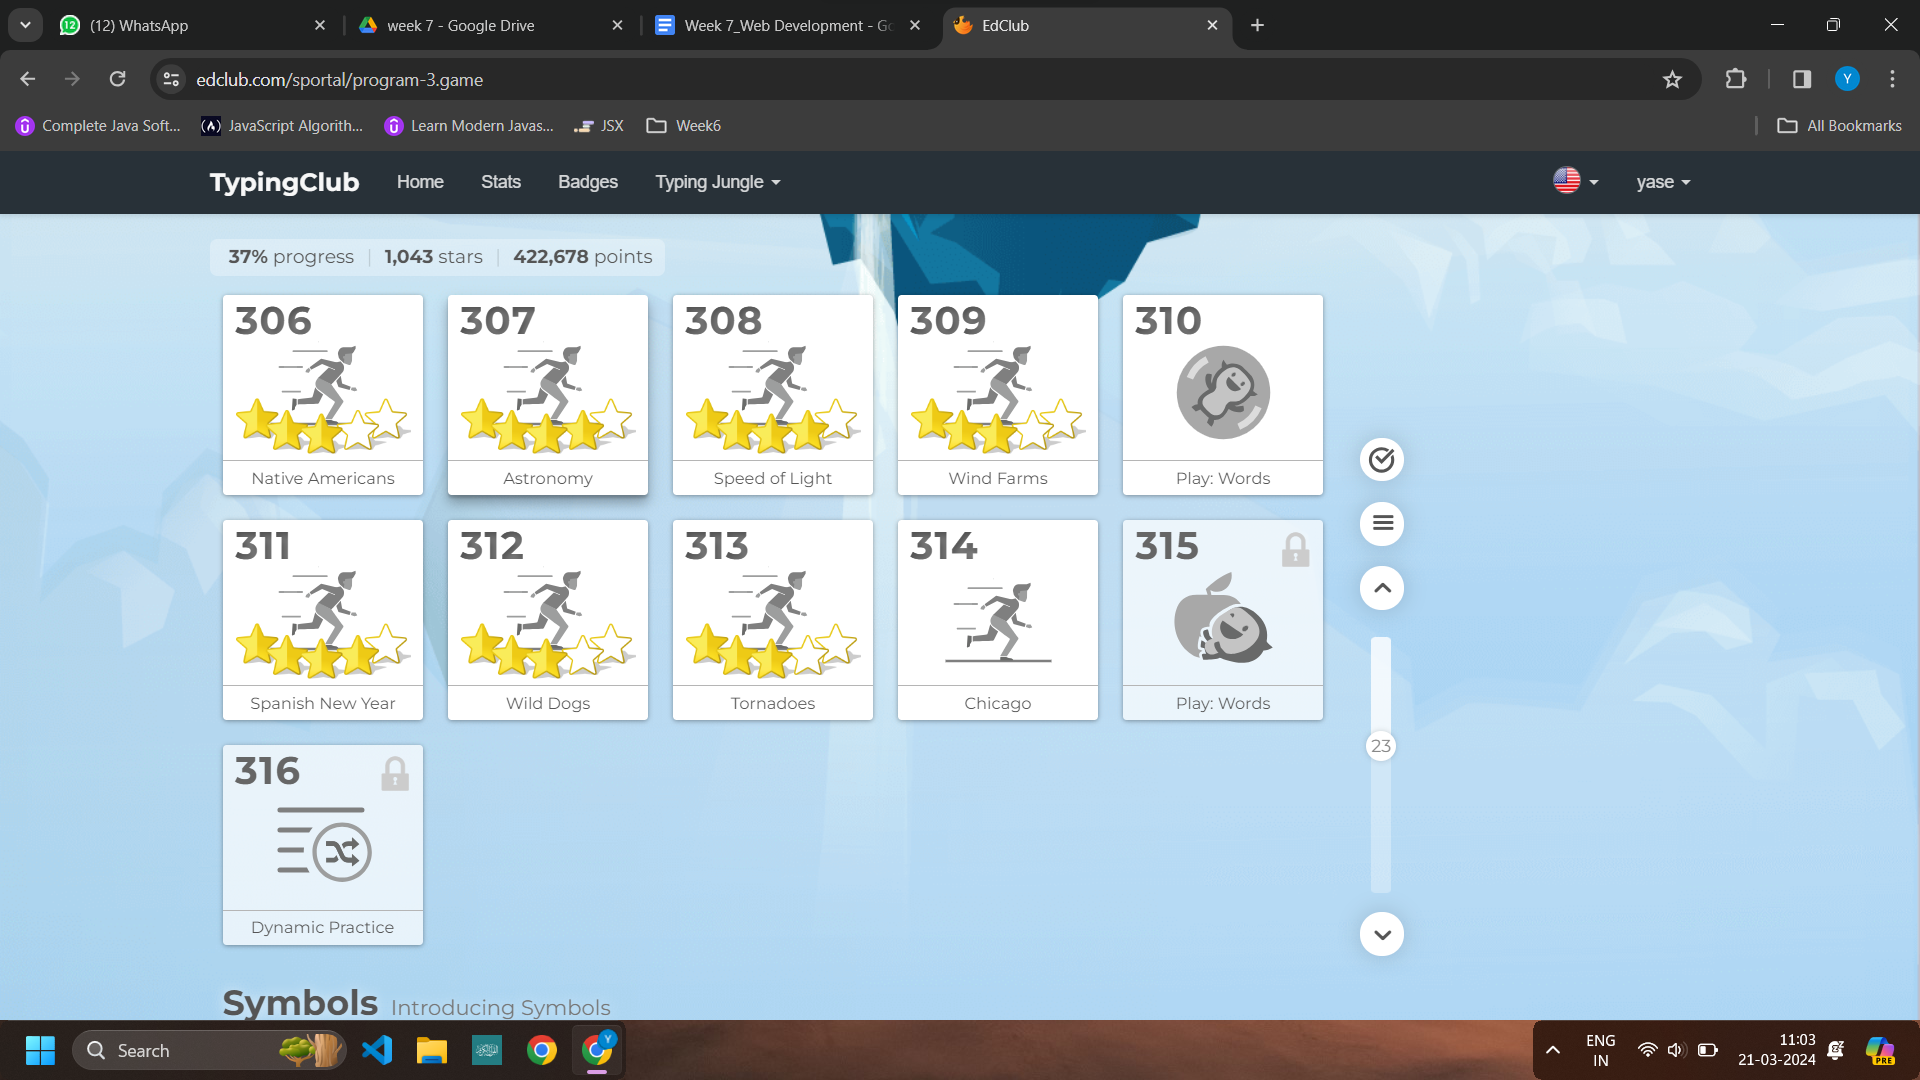 (12) WhatsApp
week 7 - Google Drive
Week 7_Web Development - Go
EdClub
edclub.com/sportal/program-3.game
Y
Complete Java Soft...
JavaScript Algorith...
Learn Modern Javas...
JSX
Week6
All Bookmarks
TypingClub
Home
Stats
Badges
Typing Jungle
yase
37% progress
1,043 stars
422,678 points
306
307
308
309
310
Native Americans
Astronomy
Speed of Light
Wind Farms
Play: Words
311
312
313
314
315
Spanish New Year
Wild Dogs
Tornadoes
Chicago
Play: Words
23
316
Dynamic Practice
Symbols Introducing Symbols
Search
Y
ENG
IN
11:03
21-03-2024
PRE